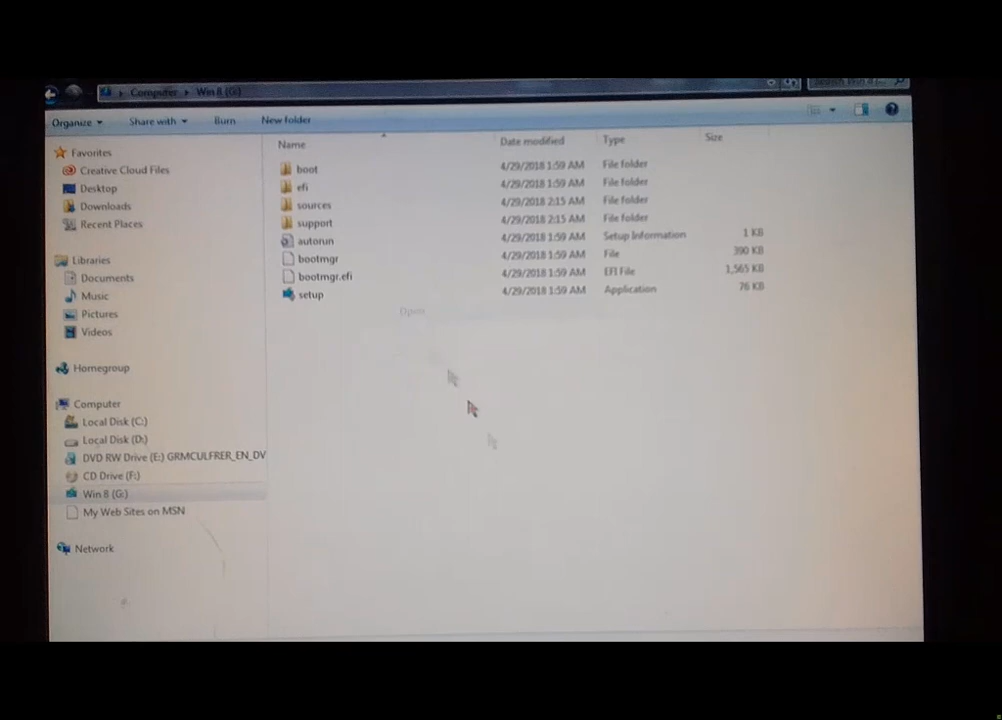 Computer ▸ Win 8 (G:)
Search Win 8 (...
Organize Share with Burn New folder
Favorites
Creative Cloud Files
Desktop
Downloads
Recent Places
Libraries
Documents
Music
Pictures
Videos
Homegroup
Computer
Local Disk (C:)
Local Disk (D:)
DVD RW Drive (E:) GRMCULFRER_EN_DV
CD Drive (F:)
Win 8 (G:)
My Web Sites on MSN
Network
Name Date modified Type Size
boot 4/29/2018 1:59 AM File folder
efi 4/29/2018 1:59 AM File folder
sources 4/29/2018 2:15 AM File folder
support 4/29/2018 2:15 AM File folder
autorun 4/29/2018 1:59 AM Setup Information 1 KB
bootmgr 4/29/2018 1:59 AM File 390 KB
bootmgr.efi 4/29/2018 1:59 AM EFI File 1,565 KB
setup 4/29/2018 1:59 AM Application 76 KB
Open